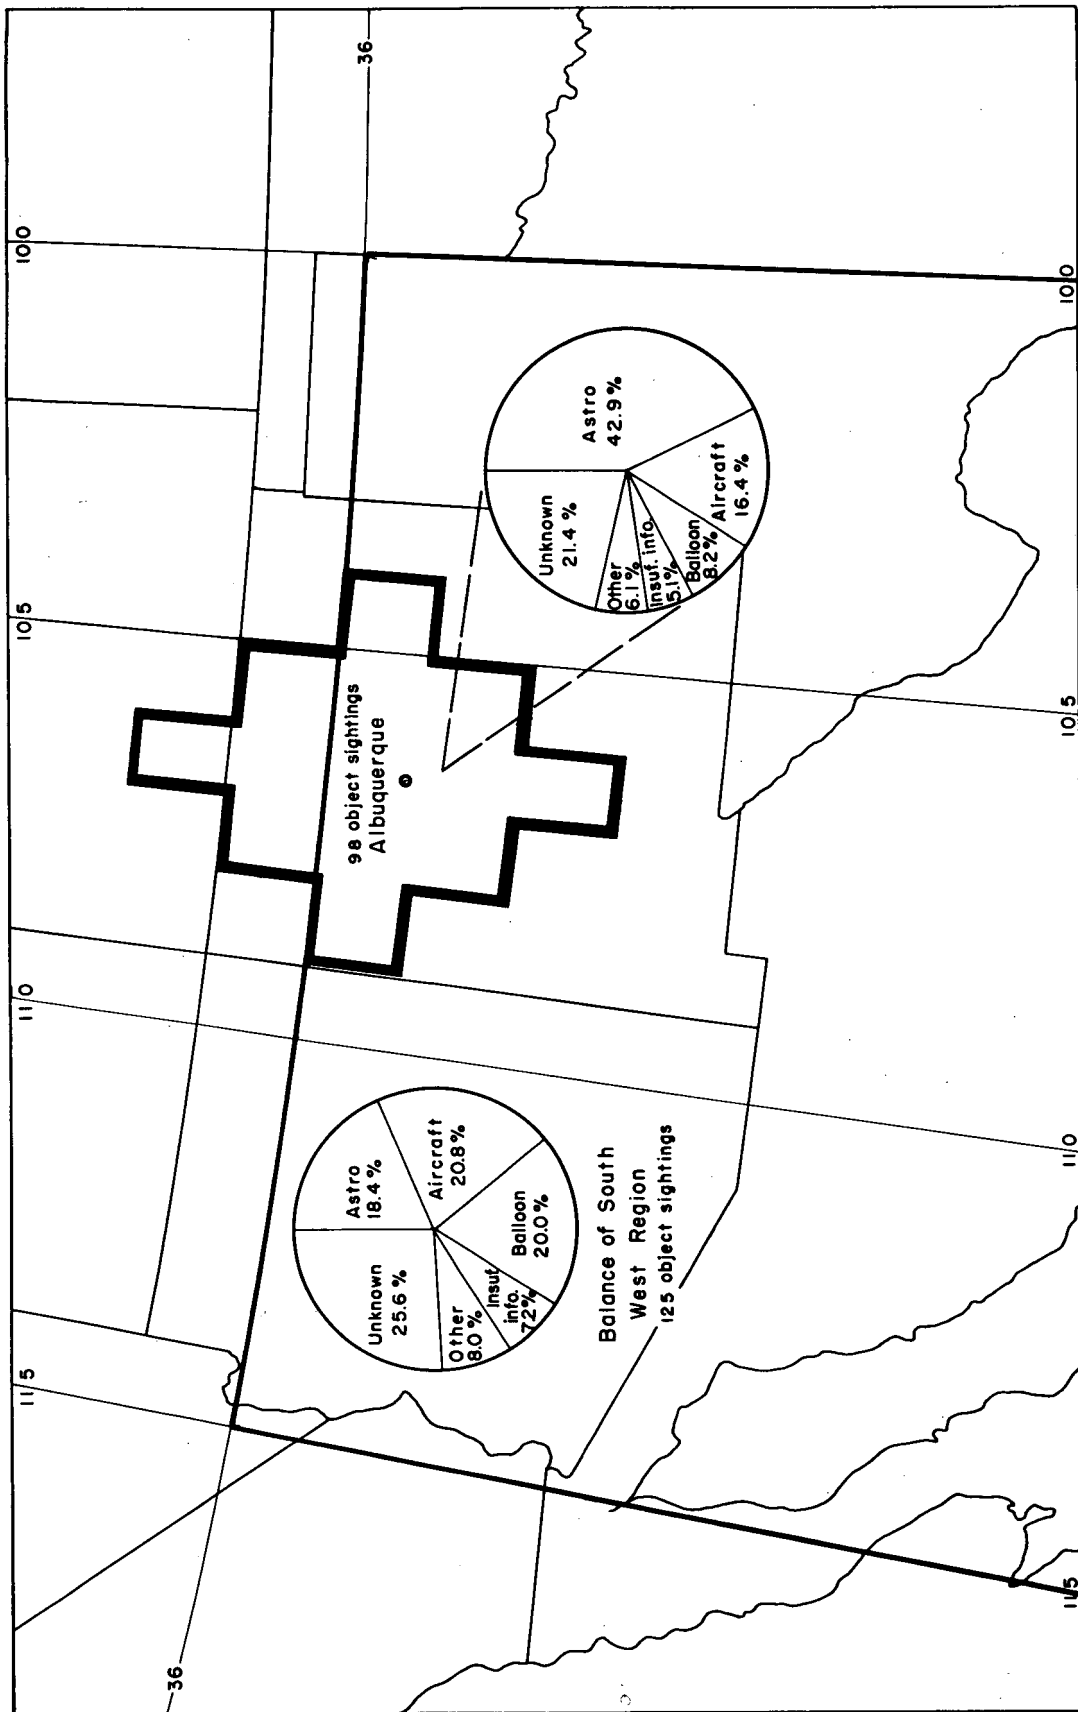 115
110
105
100
36
36
98 object sightings
Albuquerque
Astro
18.4%
Aircraft
20.8%
Balloon
20.0%
Insuf.
info.
7.2%
Other
8.0%
Unknown
25.6%
Astro
42.9%
Aircraft
16.4%
Balloon
8.2%
Insuf. info.
5.1%
Other
6.1%
Unknown
21.4%
Balance of South
West Region
125 object sightings
115
110
105
100